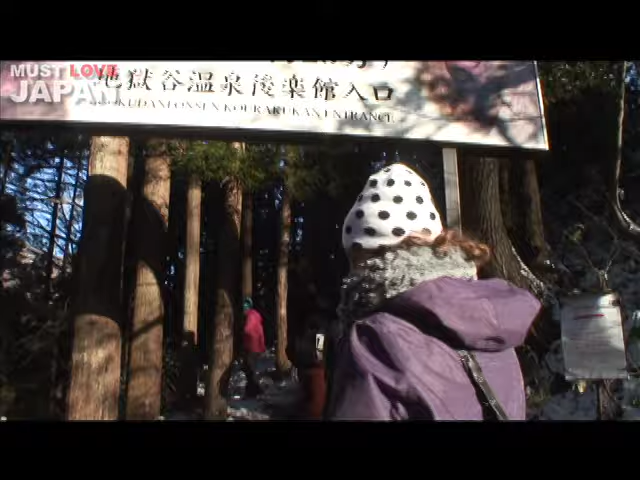 MUST LOVE
JAPAN
地獄谷温泉後楽館入口
JIGOKUDANI ONSEN KOURAKUKAN ENTRANCE